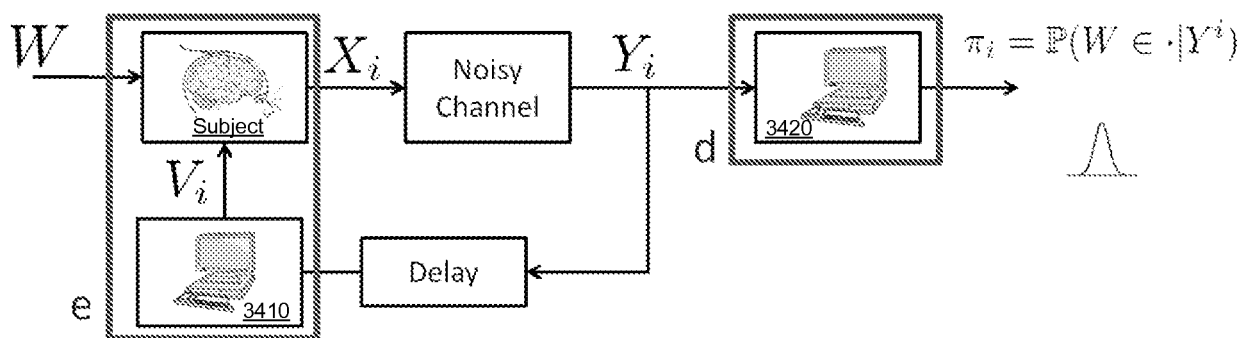 W
Subject
X_i
Noisy
Channel
Y_i
3420
π_i = ℙ(W ∈ ·|Y^i)
d
V_i
3410
Delay
e